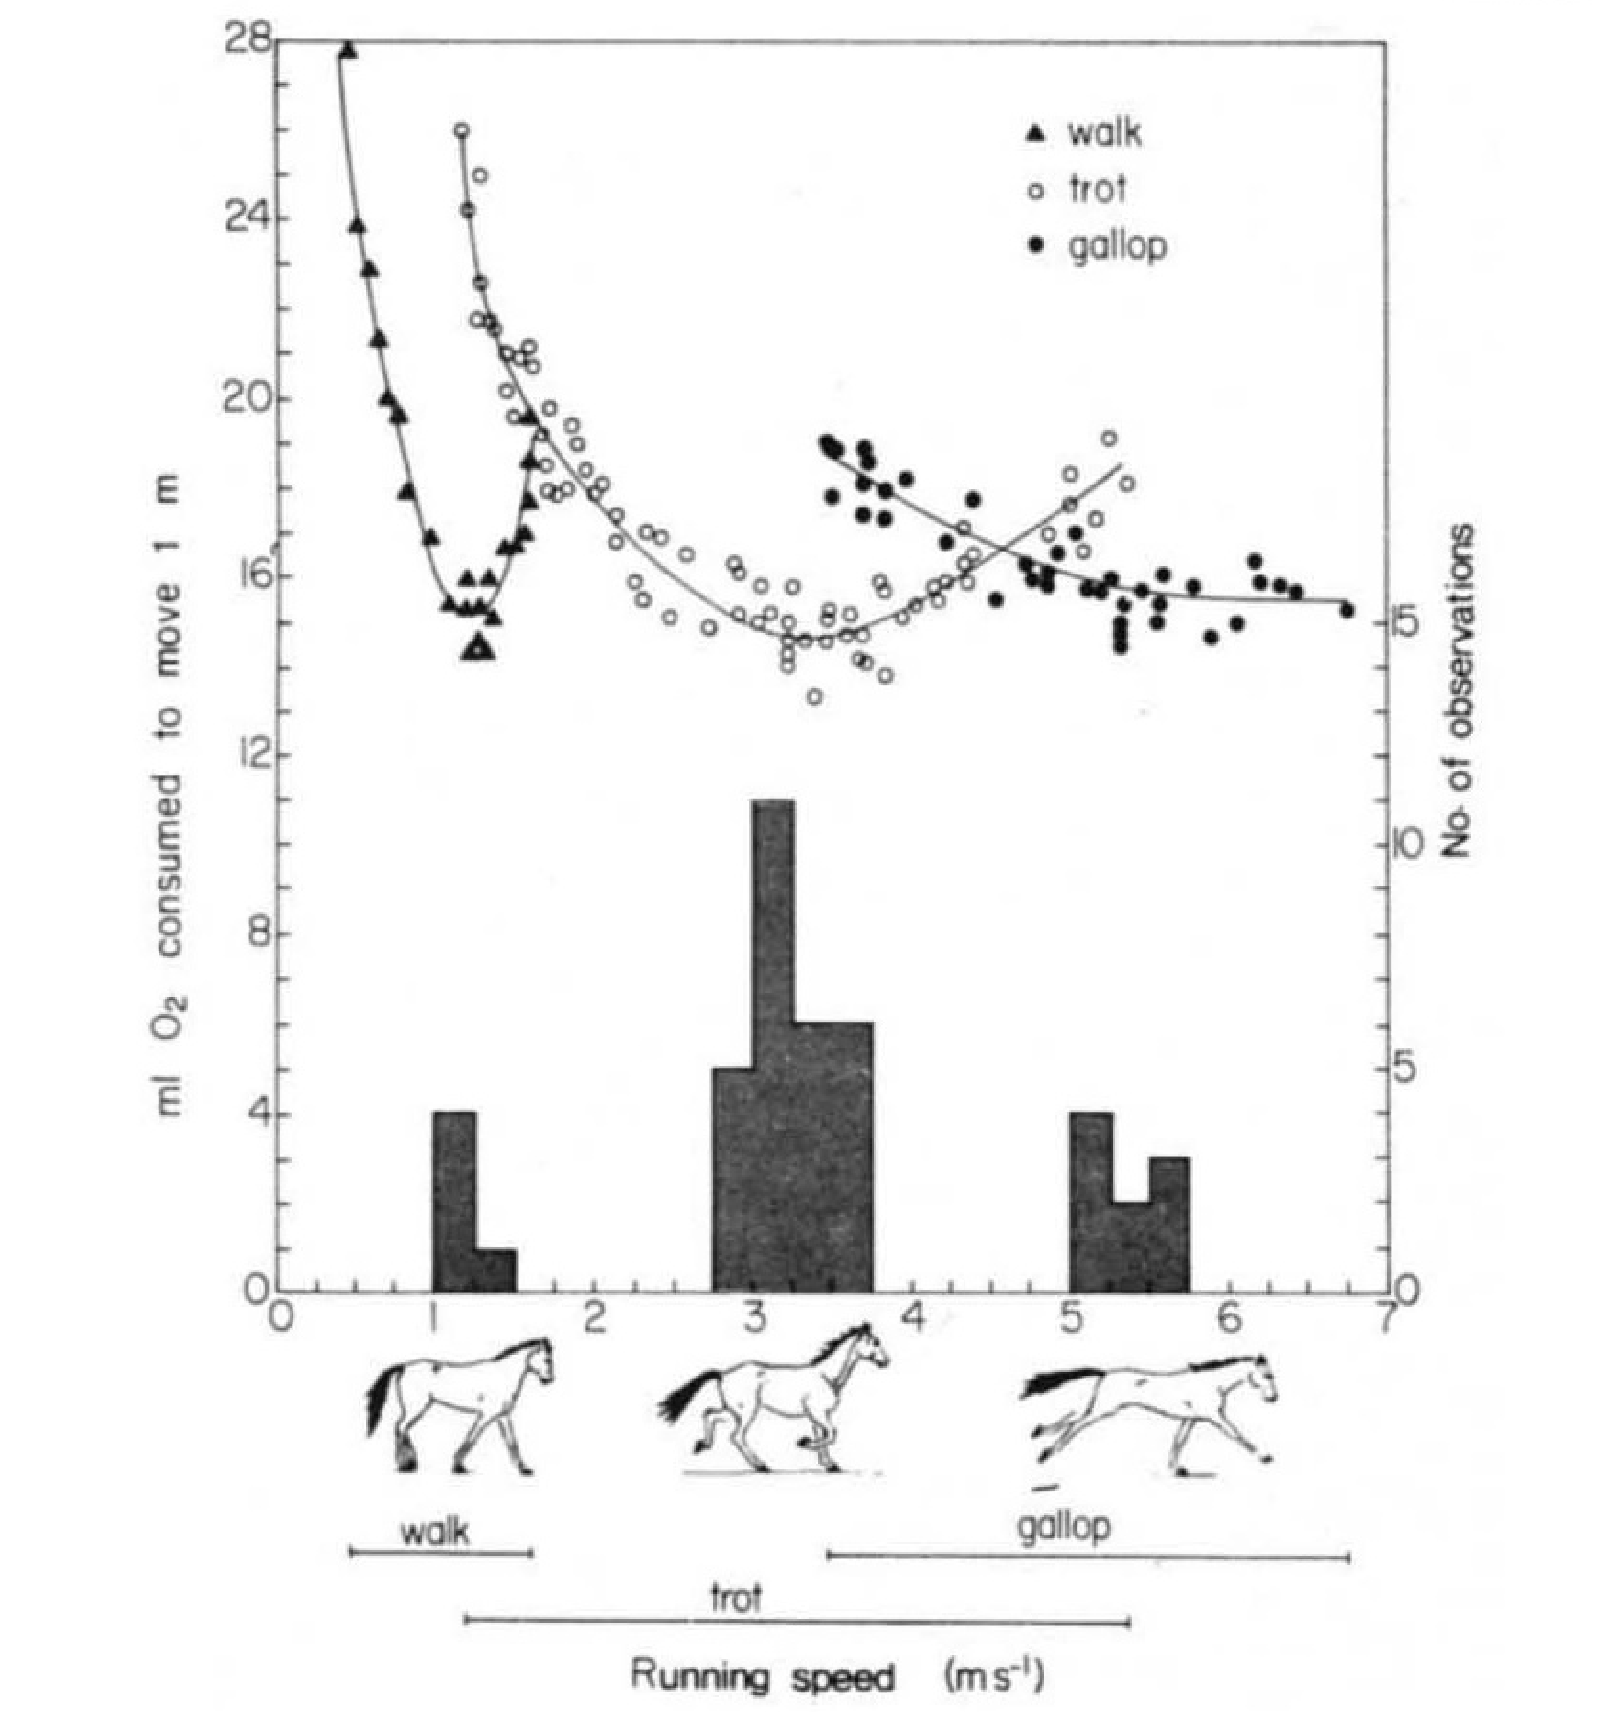 28
24
20
16
12
8
4
0
ml O2 consumed to move 1 m
walk
trot
gallop
15
10
5
0
No. of observations
0 1 2 3 4 5 6 7
walk
gallop
trot
Running speed (m s⁻¹)